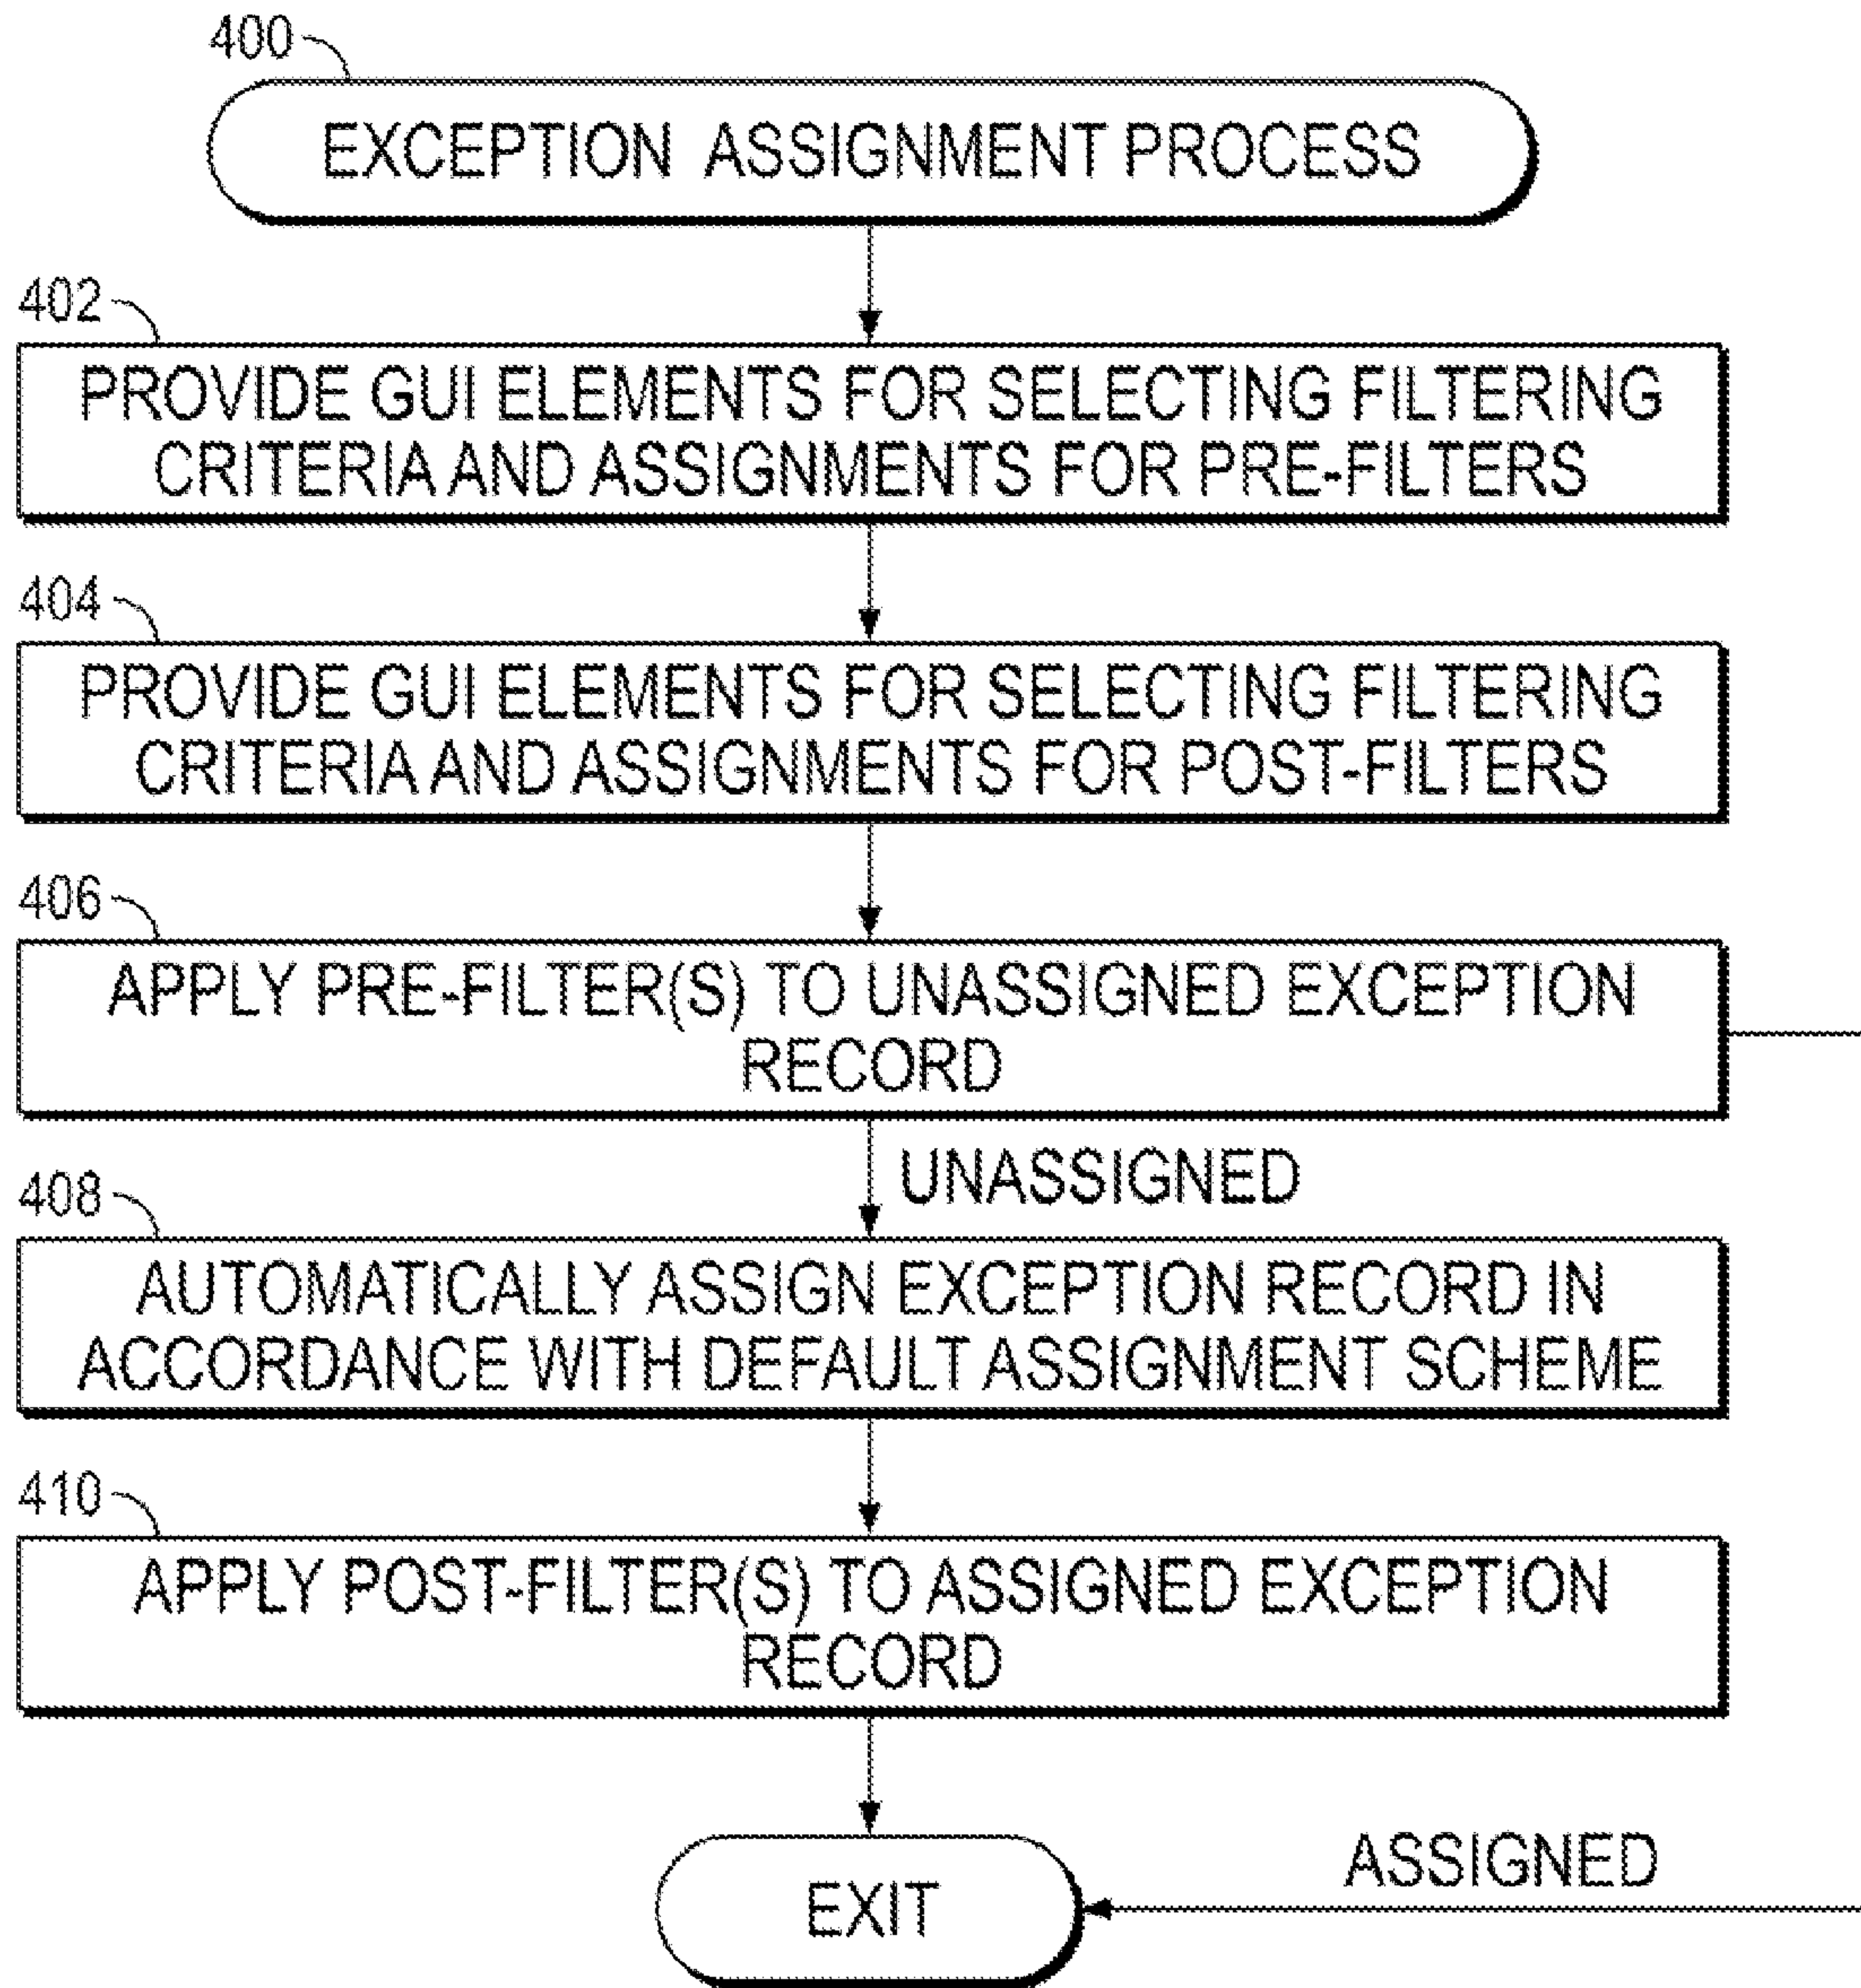 400
EXCEPTION ASSIGNMENT PROCESS
402
PROVIDE GUI ELEMENTS FOR SELECTING FILTERING
CRITERIA AND ASSIGNMENTS FOR PRE-FILTERS
404
PROVIDE GUI ELEMENTS FOR SELECTING FILTERING
CRITERIA AND ASSIGNMENTS FOR POST-FILTERS
406
APPLY PRE-FILTER(S) TO UNASSIGNED EXCEPTION
RECORD
UNASSIGNED
408
AUTOMATICALLY ASSIGN EXCEPTION RECORD IN
ACCORDANCE WITH DEFAULT ASSIGNMENT SCHEME
410
APPLY POST-FILTER(S) TO ASSIGNED EXCEPTION
RECORD
ASSIGNED
EXIT